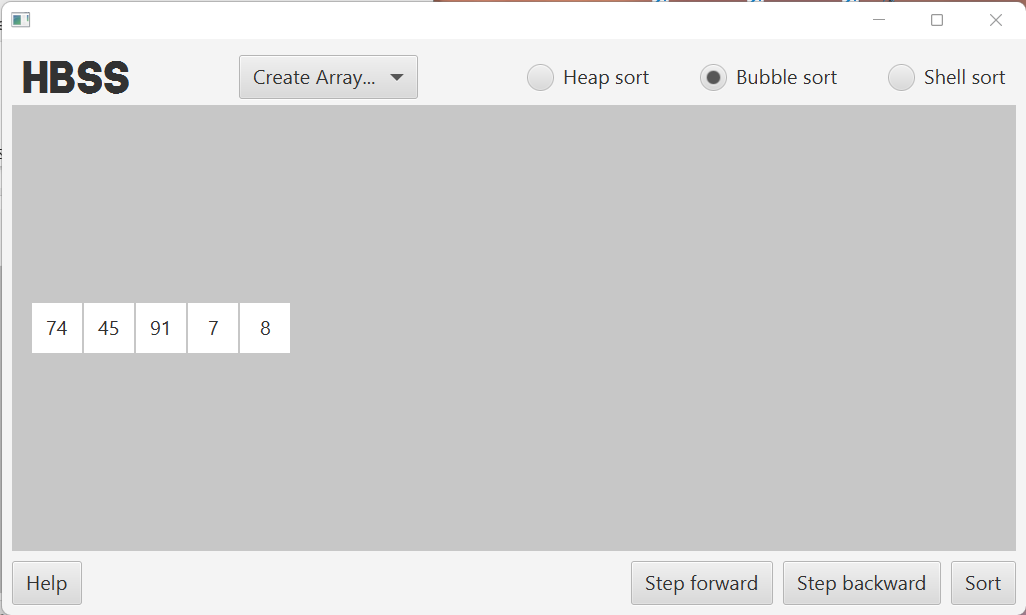 HBSS Create Array... Heap sort Bubble sort Shell sort
74 45 91 7 8
Help Step forward Step backward Sort